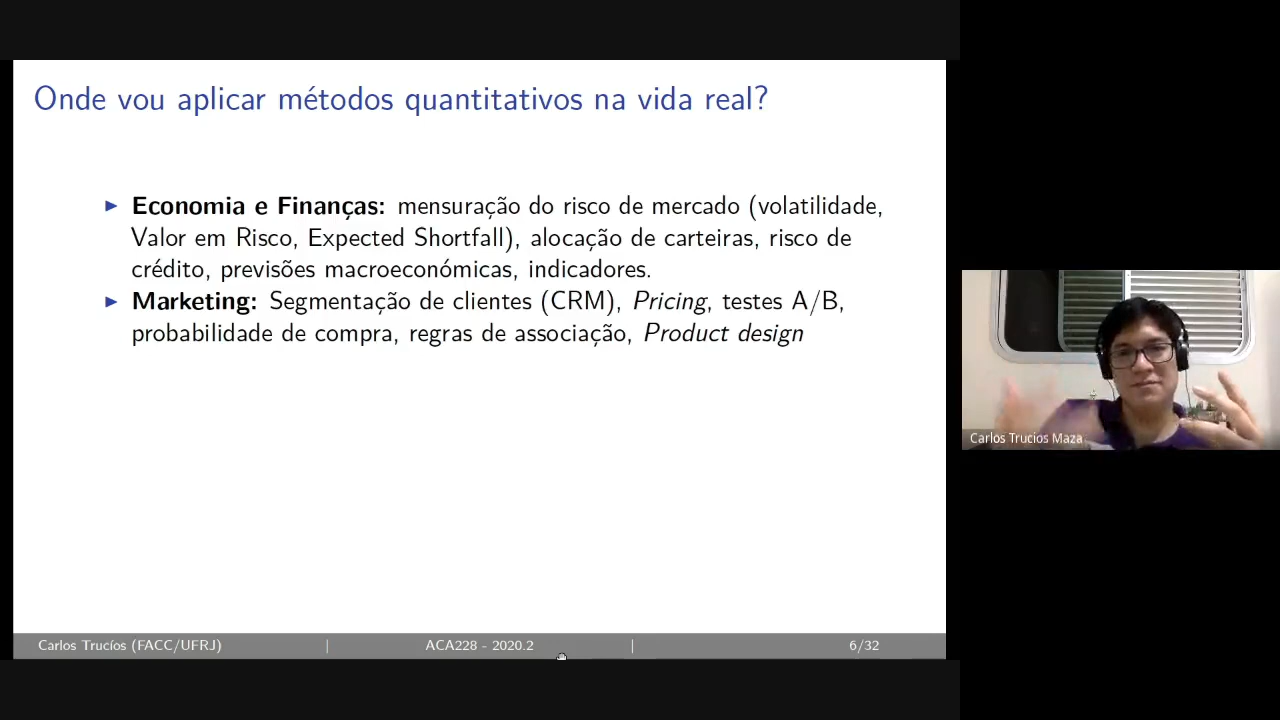 Onde vou aplicar métodos quantitativos na vida real?
Economia e Finanças: mensuração do risco de mercado (volatilidade,
Valor em Risco, Expected Shortfall), alocação de carteiras, risco de
crédito, previsões macroeconómicas, indicadores.
Marketing: Segmentação de clientes (CRM), Pricing, testes A/B,
probabilidade de compra, regras de associação, Product design
Carlos Trucios Maza
Carlos Trucíos (FACC/UFRJ) | ACA228 - 2020.2 | 6/32